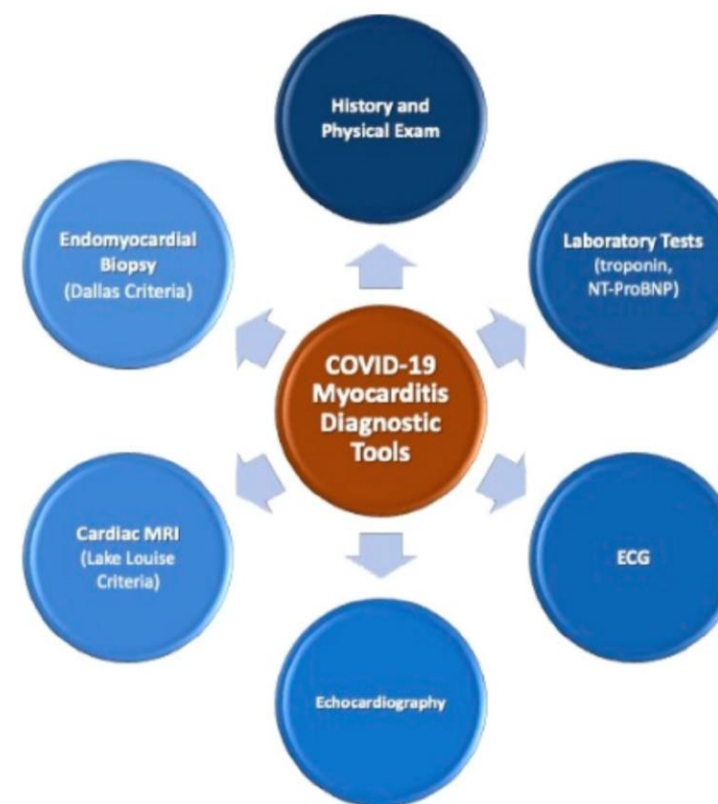 History and
Physical Exam
Laboratory Tests
(troponin,
NT-ProBNP)
ECG
Echocardiography
Cardiac MRI
(Lake Louise
Criteria)
Endomyocardial
Biopsy
(Dallas Criteria)
COVID-19
Myocarditis
Diagnostic
Tools